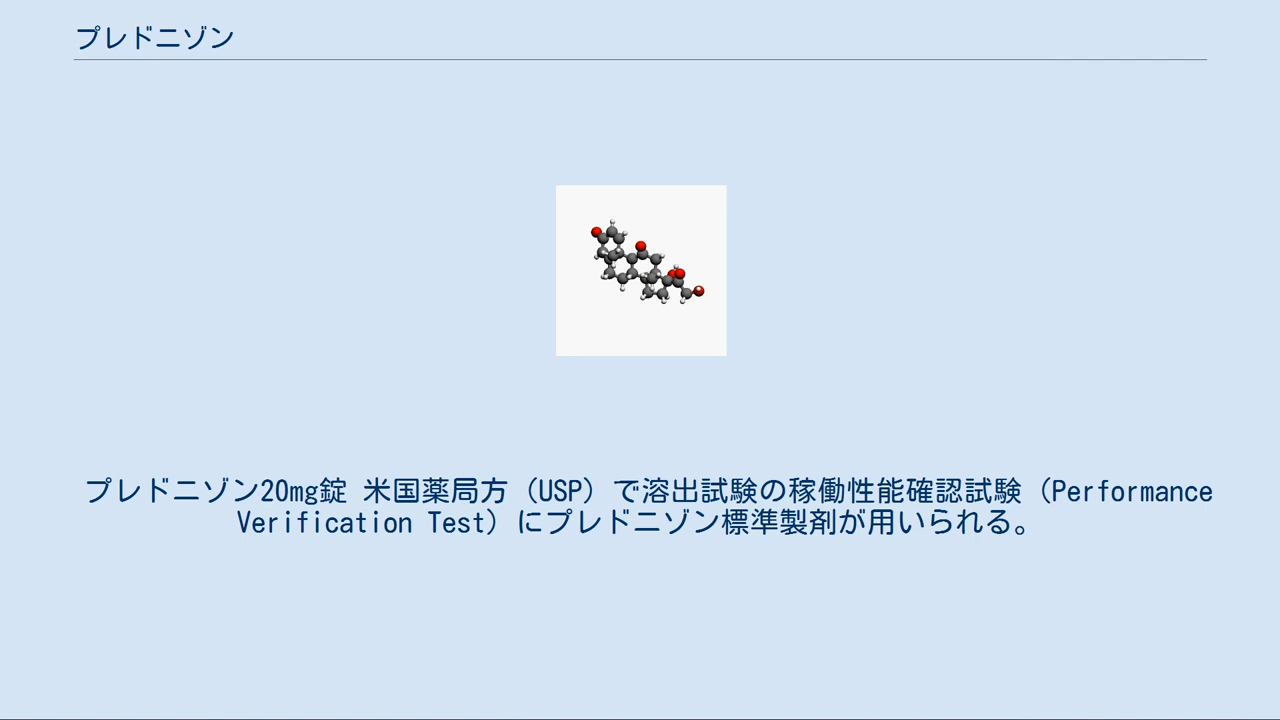 プレドニゾン
プレドニゾン20mg錠 米国薬局方（USP）で溶出試験の稼働性能確認試験（Performance
Verification Test）にプレドニゾン標準製剤が用いられる。